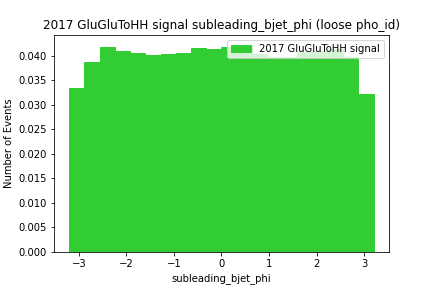 2017 GluGluToHH signal subleading_bjet_phi (loose pho_id)
2017 GluGluToHH signal
Number of Events
0.040
0.035
0.030
0.025
0.020
0.015
0.010
0.005
0.000
−3 −2 −1 0 1 2 3
subleading_bjet_phi